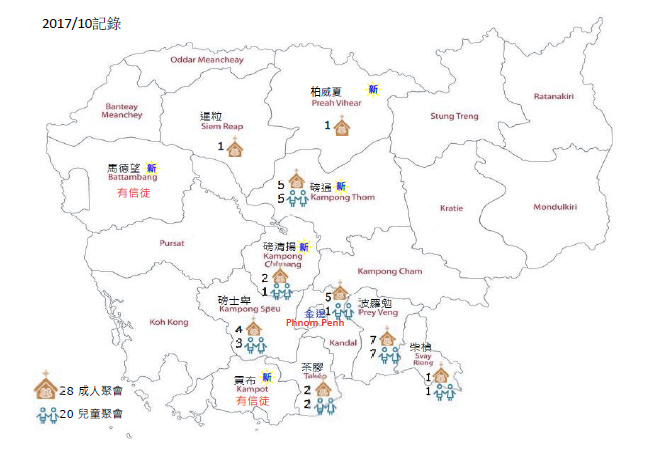 2017/10記錄
Oddar Meanchey
柏威夏
新
Preah Vihear
1
Ratanakiri
Stung Treng
Banteay
Meanchey
暹粒
Siem Reap
1
馬德望
新
Battambang
有信徒
5
5
磅通
新
Kampong Thom
Kratie
Mondulkiri
Pursat
磅清揚
新
Kampong
Chhnang
2
1
Kampong Cham
磅士卑
Kampong Speu
4
3
金邊
Phnom Penh
5
1
波羅勉
Prey Veng
7
7
Koh Kong
Kandal
柴楨
Svay
Rieng
1
1
茶膠
Takéo
2
2
貢布
新
Kampot
有信徒
28 成人聚會
20 兒童聚會